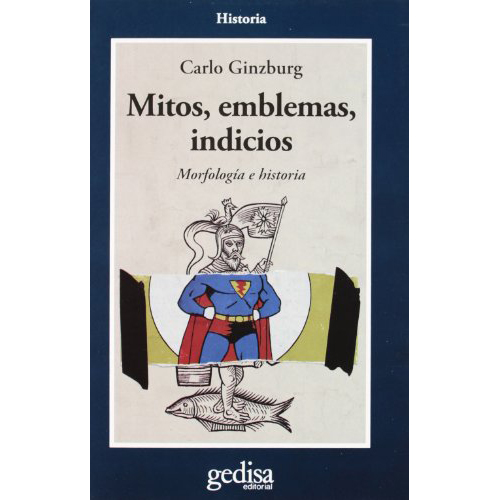 Historia
Carlo Ginzburg
Mitos, emblemas,
indicios
Morfología e historia
gedisa
editorial